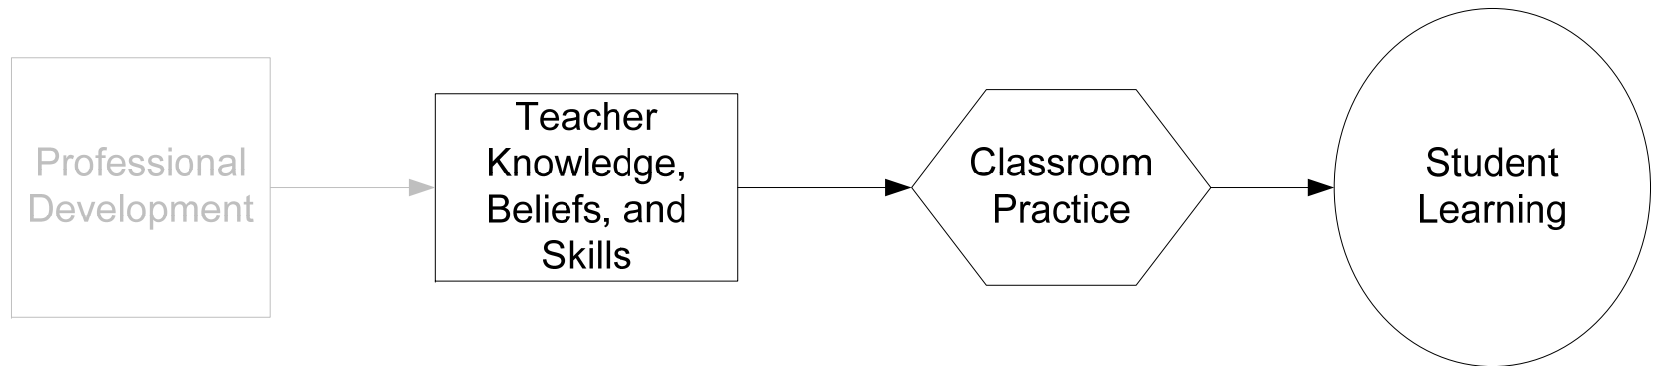 Professional
Development
Teacher
Knowledge,
Beliefs, and
Skills
Classroom
Practice
Student
Learning